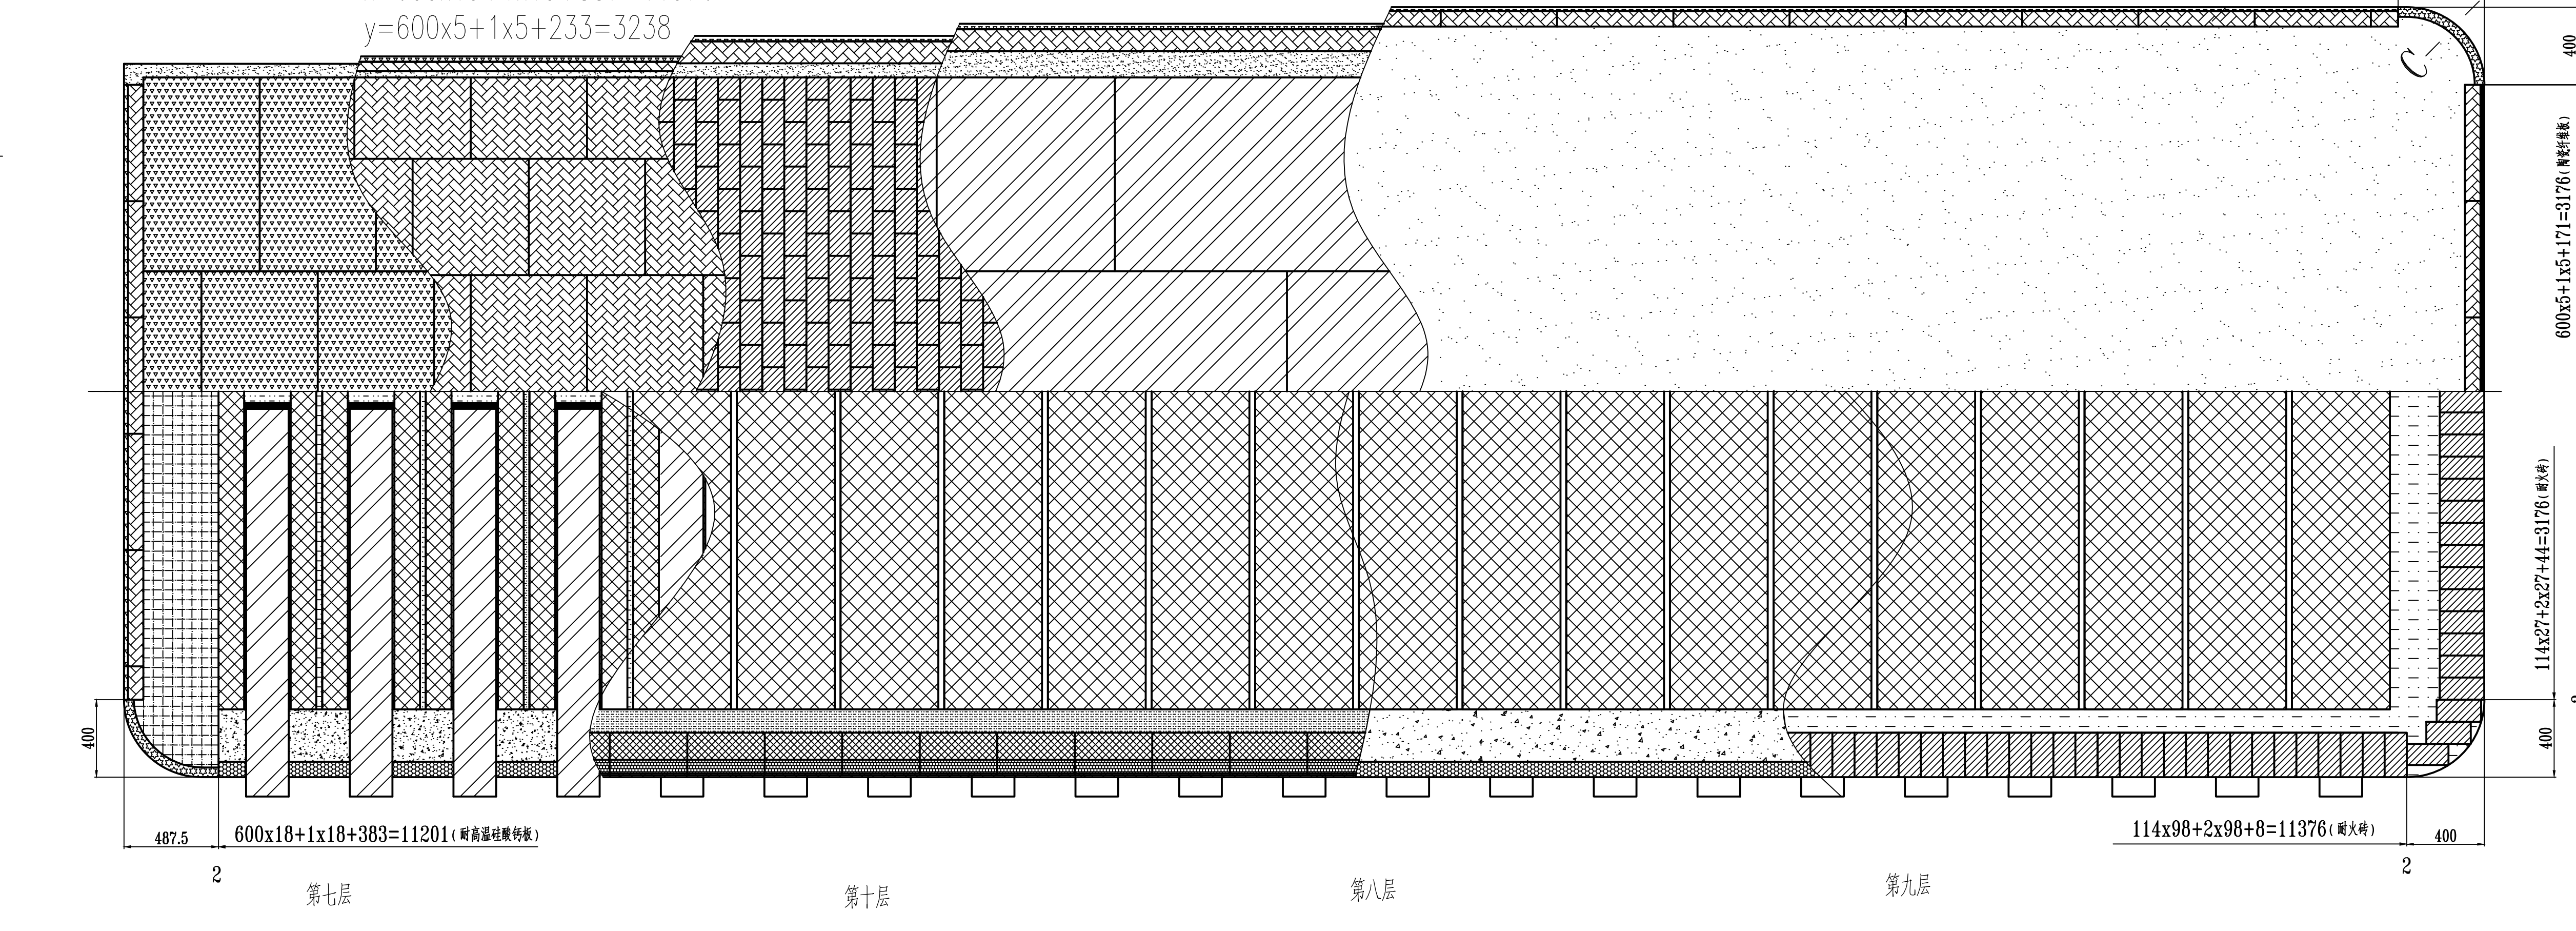 y=600x5+1x5+233=3238
C
400
600x5+1x5+171=3176(陶瓷纤维板)
114x27+2x27+44=3176(耐火砖)
400
400
487.5
600x18+1x18+383=11201(耐高温硅酸钙板)
114x98+2x98+8=11376(耐火砖)
400
2
2
第七层
第十层
第八层
第九层